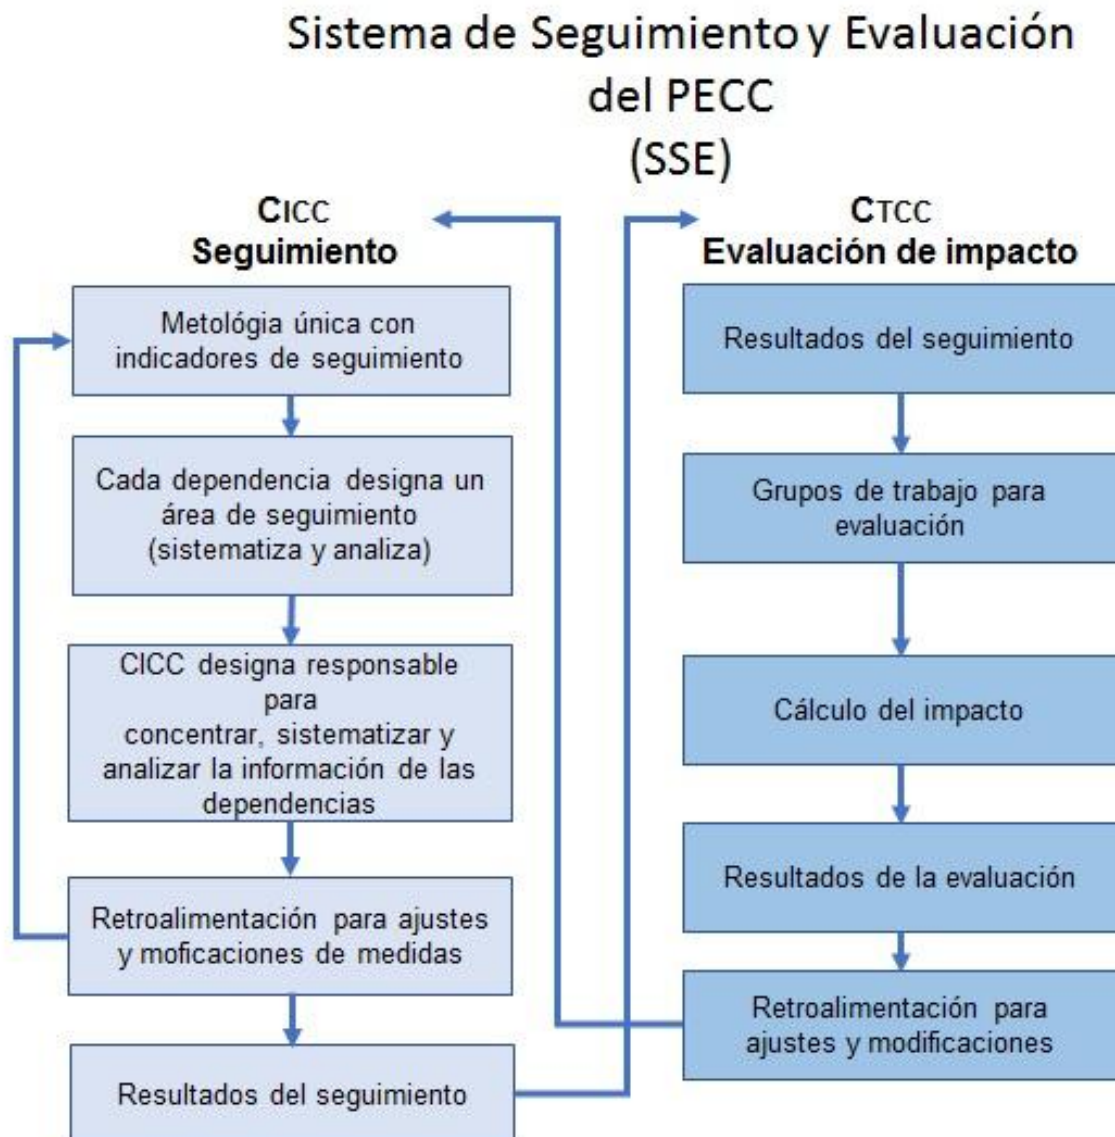 Sistema de Seguimiento y Evaluación
del PECC
(SSE)
CICC
Seguimiento
Metológia única con
indicadores de seguimiento
Cada dependencia designa un
área de seguimiento
(sistematiza y analiza)
CICC designa responsable
para
concentrar, sistematizar y
analizar la información de las
dependencias
Retroalimentación para ajustes
y moficaciones de medidas
Resultados del seguimiento
CTCC
Evaluación de impacto
Resultados del seguimiento
Grupos de trabajo para
evaluación
Cálculo del impacto
Resultados de la evaluación
Retroalimentación para
ajustes y modificaciones